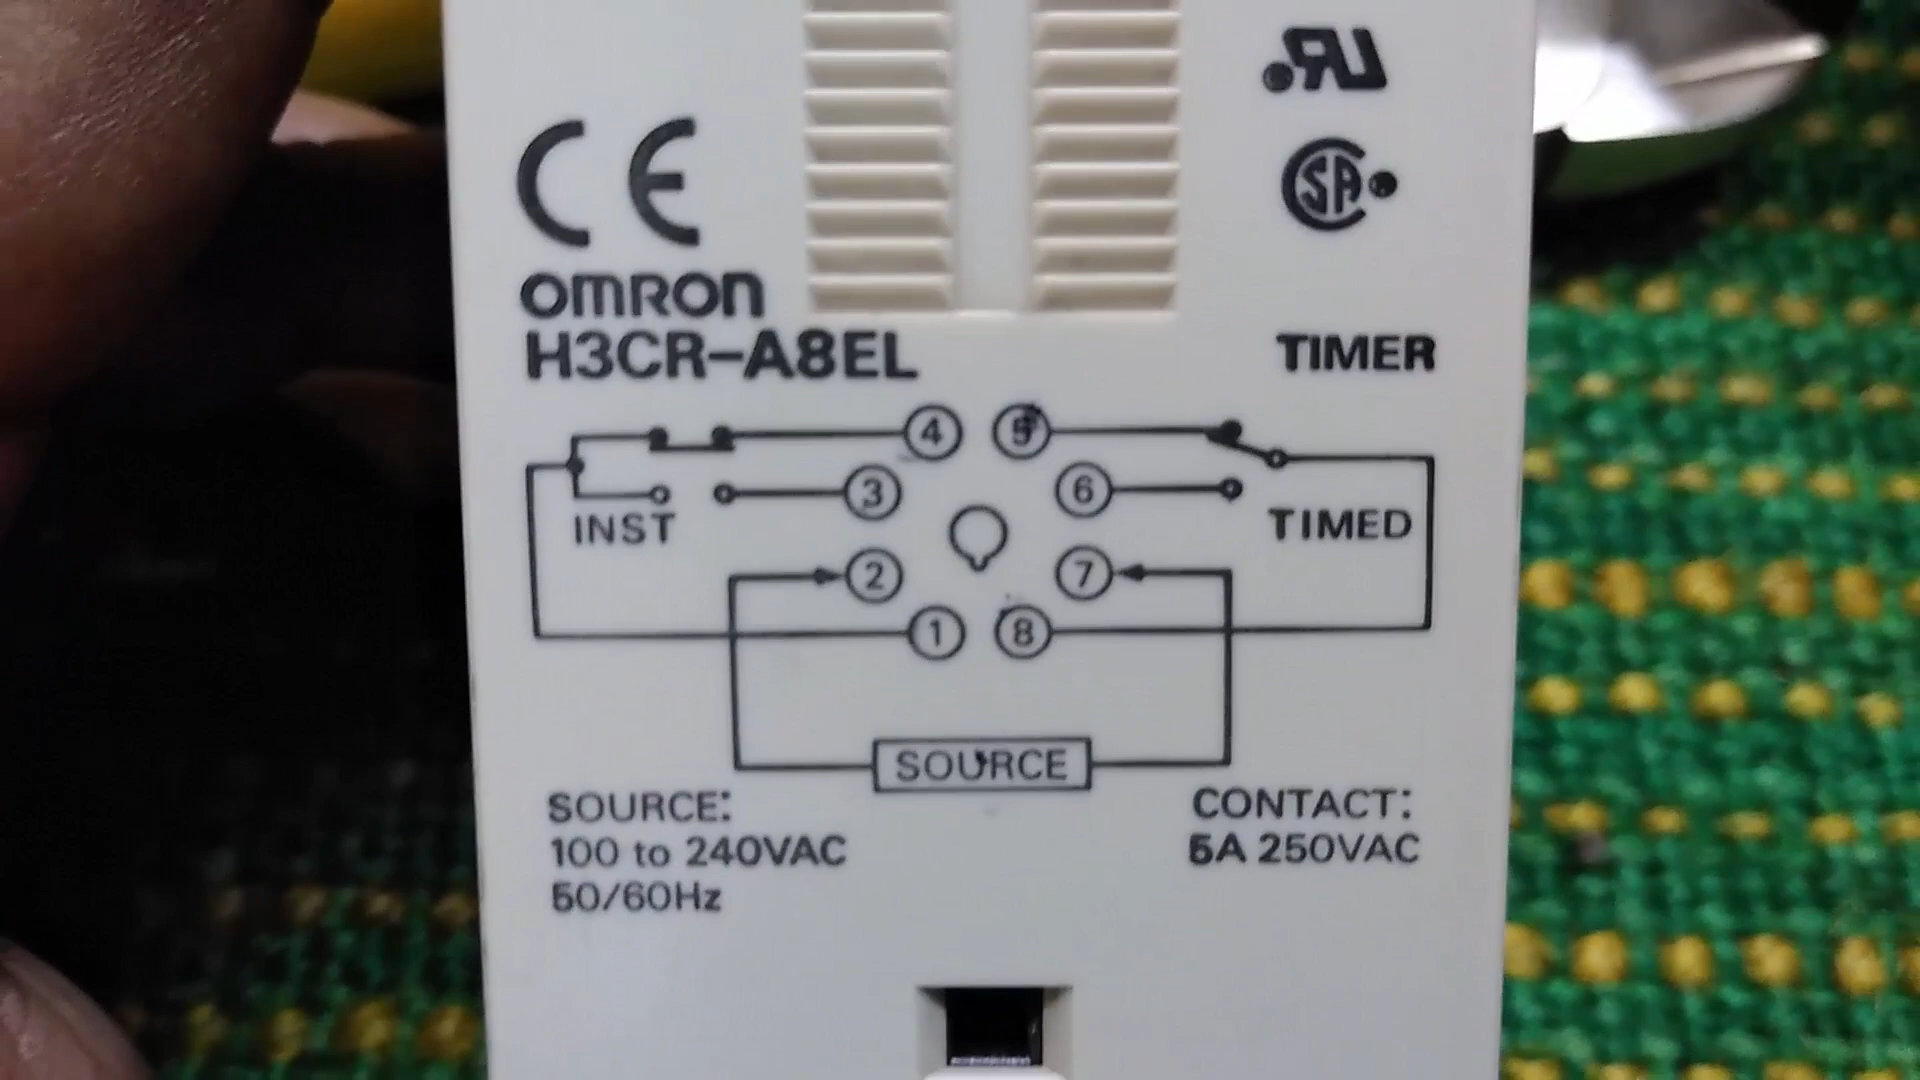 CE
OMRON
H3CR-A8EL
TIMER
4 5
3 6
INST
TIMED
2 7
1 8
SOURCE
SOURCE:
100 to 240VAC
50/60Hz
CONTACT:
5A 250VAC